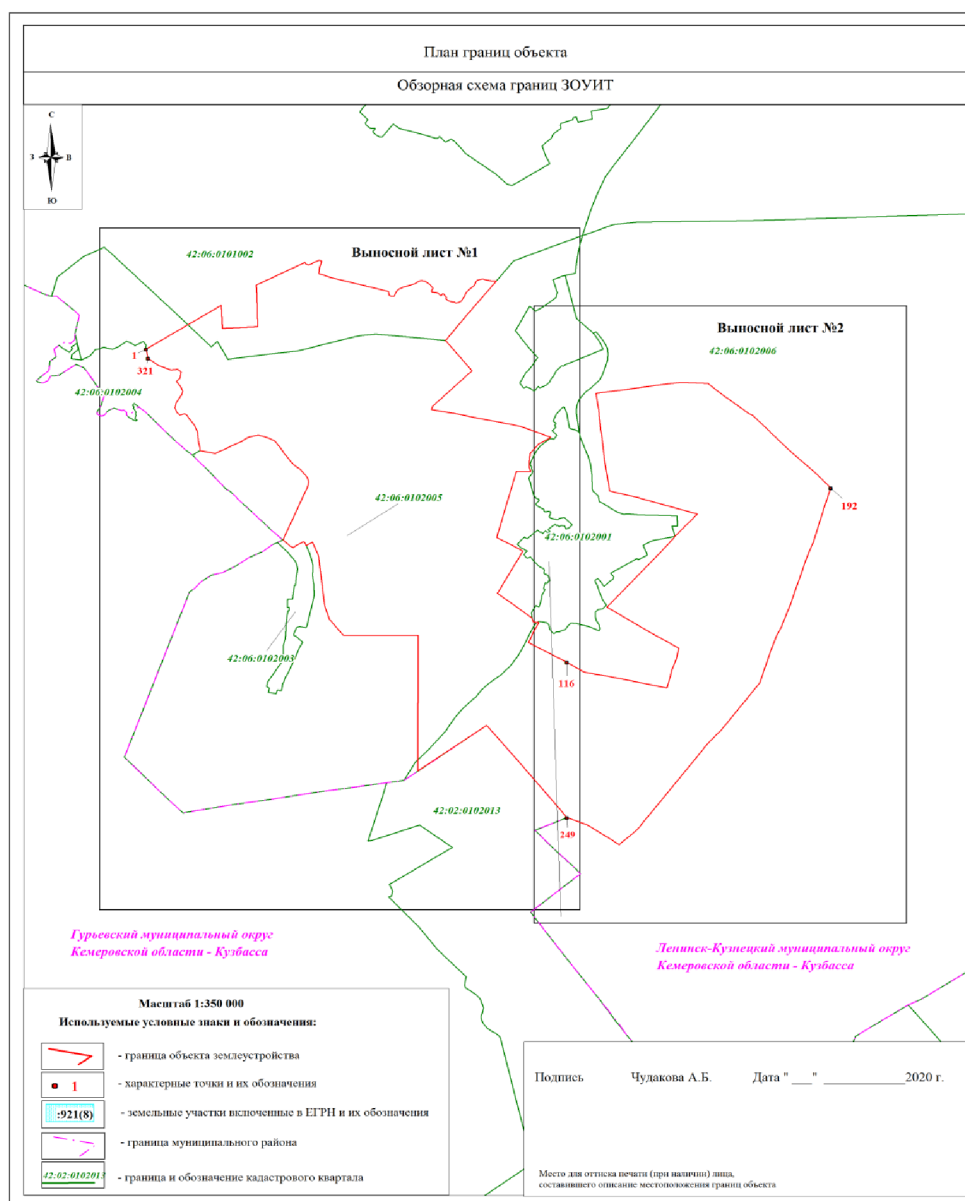 План границ объекта
Обзорная схема границ ЗОУИТ
С
З В
Ю
42:06:0101002
Выносной лист №1
Выносной лист №2
42:06:0102006
1
321
42:06:0102004
42:06:0102005
192
42:06:0102001
42:06:0102003
116
42:02:0102013
249
Гурьевский муниципальный округ
Кемеровской области - Кузбасса
Ленинск-Кузнецкий муниципальный округ
Кемеровской области - Кузбасса
Масштаб 1:350 000
Используемые условные знаки и обозначения:
- граница объекта землеустройства
1 - характерные точки и их обозначения
:921(8) - земельные участки включенные в ЕГРН и их обозначения
- граница муниципального района
42:02:0102013 - граница и обозначение кадастрового квартала
Подпись Чудакова А.Б. Дата "___" ______________2020 г.
Место для оттиска печати (при наличии) лица,
составившего описание местоположения границ объекта